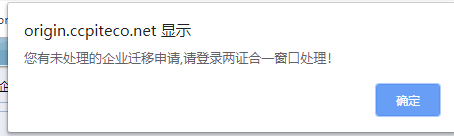 origin.ccpiteco.net 显示
您有未处理的企业迁移申请,请登录两证合一窗口处理!
确定